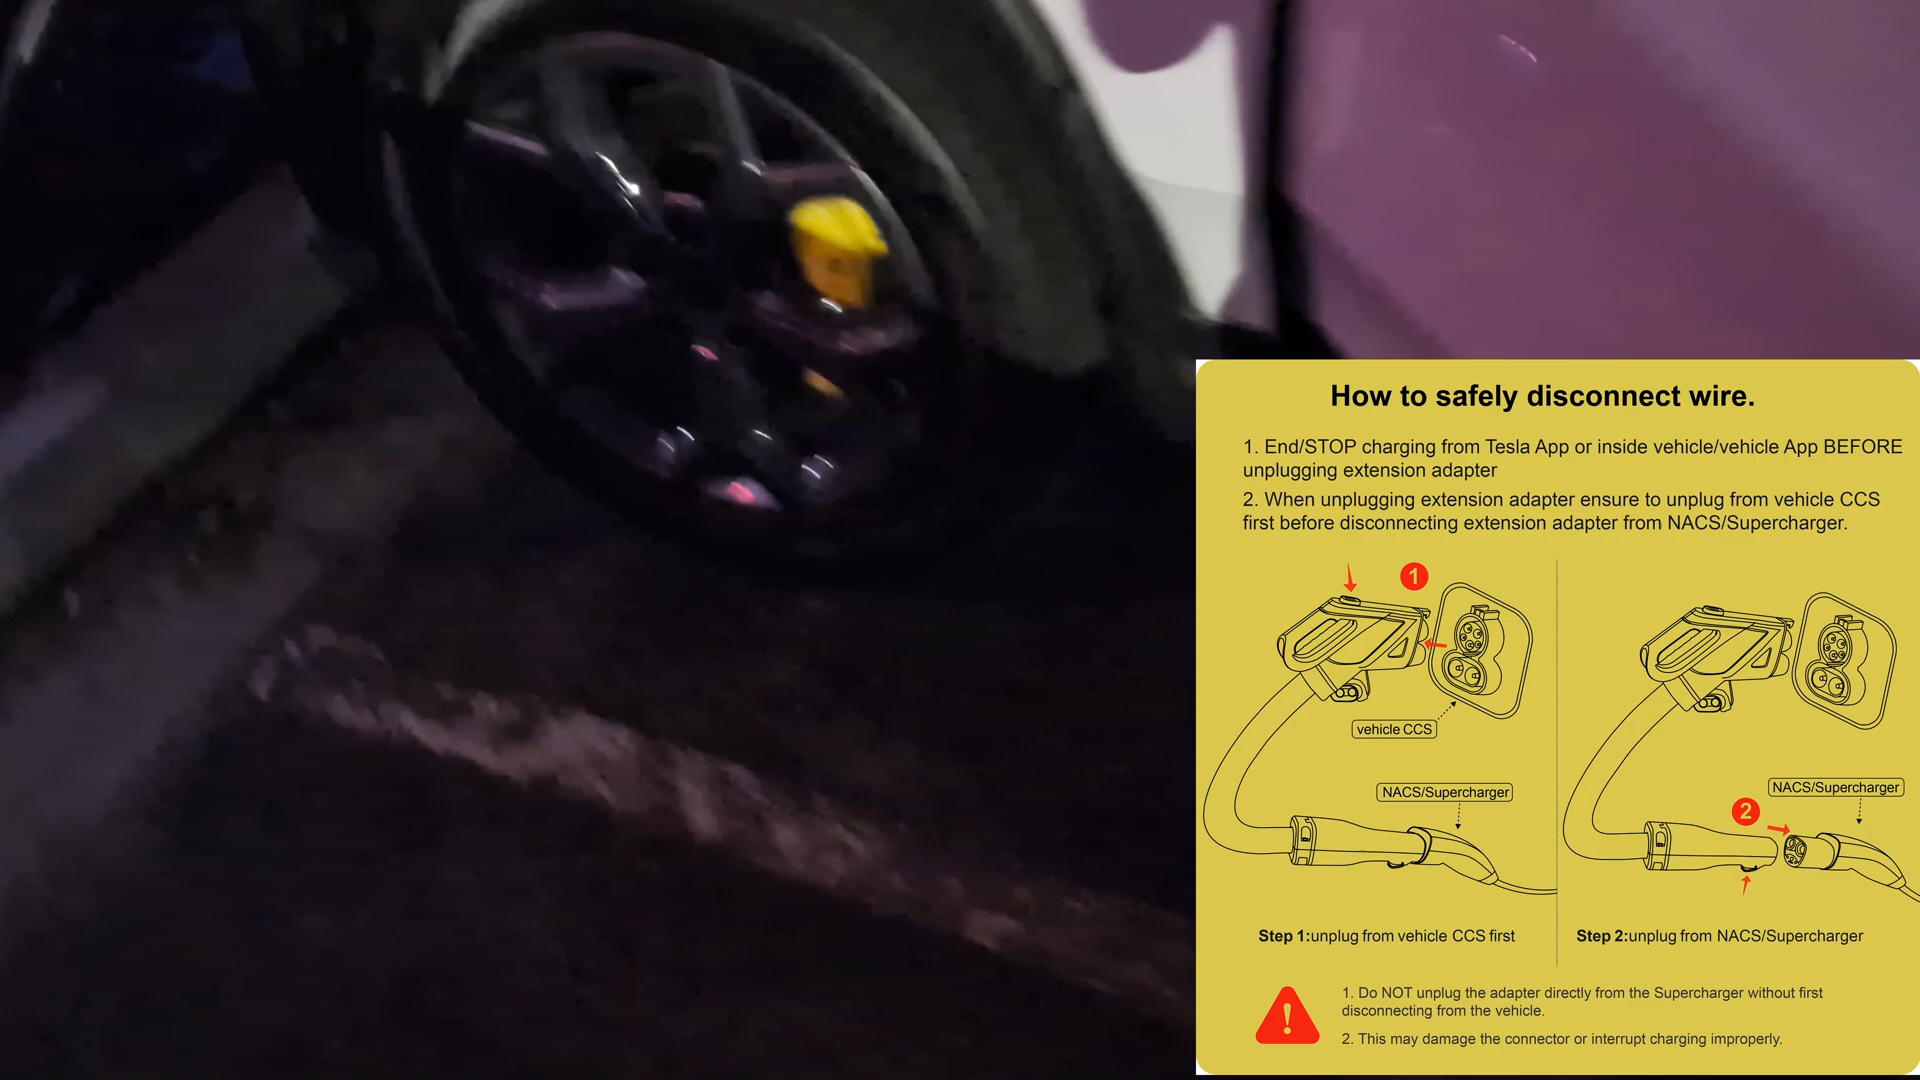 How to safely disconnect wire.
1. End/STOP charging from Tesla App or inside vehicle/vehicle App BEFORE
unplugging extension adapter
2. When unplugging extension adapter ensure to unplug from vehicle CCS
first before disconnecting extension adapter from NACS/Supercharger.
1
vehicle CCS
NACS/Supercharger
NACS/Supercharger
2
Step 1:unplug from vehicle CCS first
Step 2:unplug from NACS/Supercharger
1. Do NOT unplug the adapter directly from the Supercharger without first
disconnecting from the vehicle.
2. This may damage the connector or interrupt charging improperly.